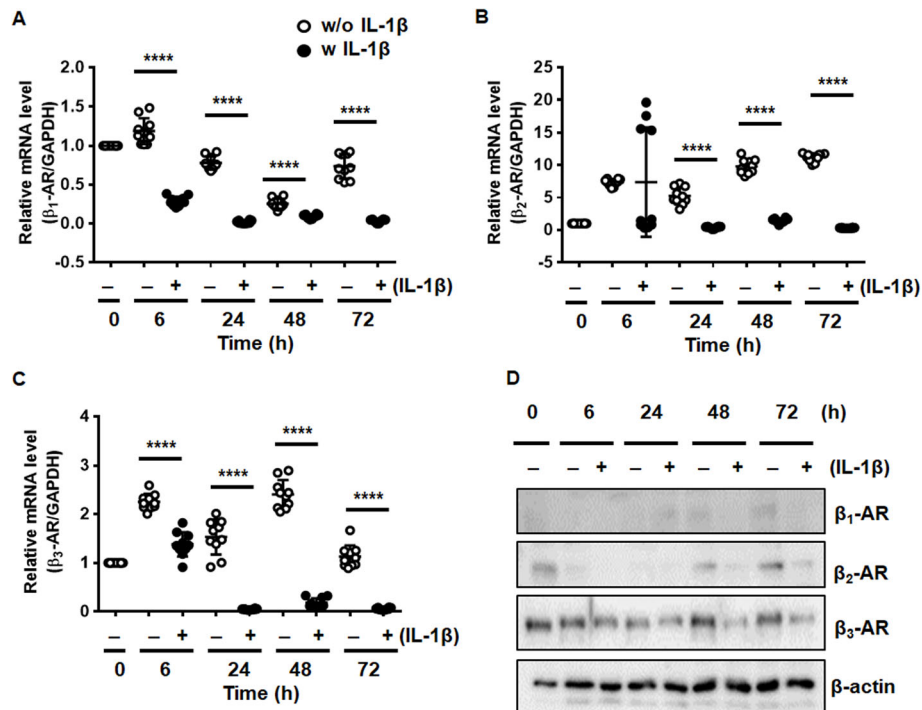 A
w/o IL-1β
w IL-1β
Relative mRNA level
(β1-AR/GAPDH)
2.0
1.5
1.0
0.5
0.0
-0.5
****
****
****
****
– – + – + – + – + (IL-1β)
0 6 24 48 72
Time (h)
B
Relative mRNA level
(β2-AR/GAPDH)
25
20
15
10
5
0
-5
****
****
****
– – + – + – + – + (IL-1β)
0 6 24 48 72
Time (h)
C
Relative mRNA level
(β3-AR/GAPDH)
4
3
2
1
0
****
****
****
****
– – + – + – + – + (IL-1β)
0 6 24 48 72
Time (h)
D
0 6 24 48 72 (h)
– – + – + – + – + (IL-1β)
β1-AR
β2-AR
β3-AR
β-actin